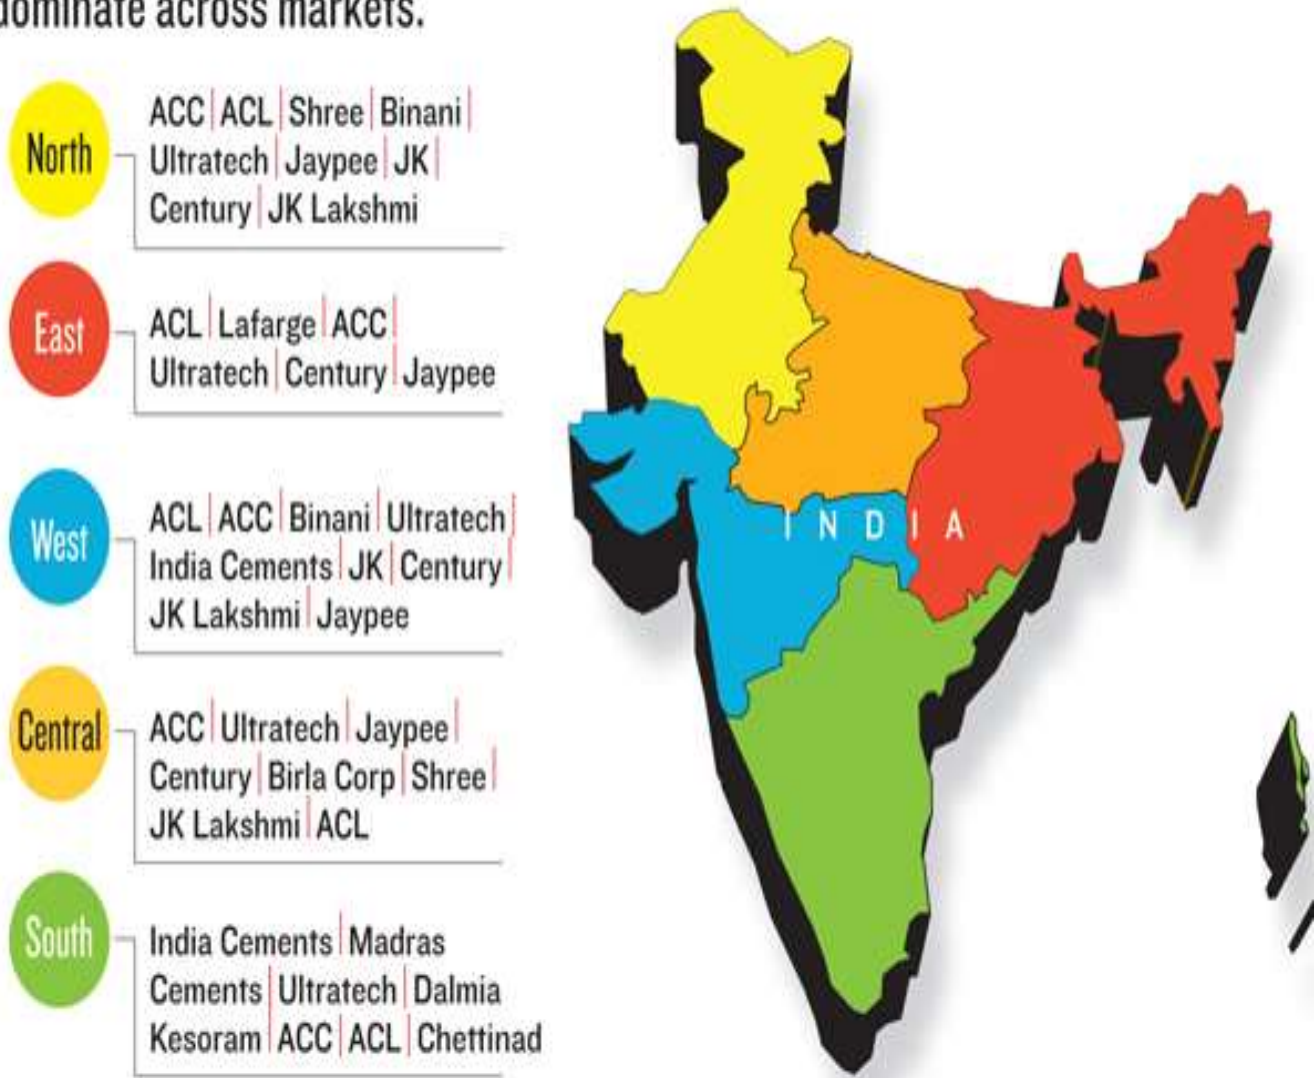 dominate across markets.
North
ACC | ACL | Shree | Binani |
Ultratech | Jaypee | JK |
Century | JK Lakshmi
East
ACL | Lafarge | ACC |
Ultratech | Century | Jaypee
West
ACL | ACC | Binani | Ultratech |
India Cements | JK | Century |
JK Lakshmi | Jaypee
Central
ACC | Ultratech | Jaypee |
Century | Birla Corp | Shree |
JK Lakshmi | ACL
South
India Cements | Madras
Cements | Ultratech | Dalmia
Kesoram | ACC | ACL | Chettinad
INDIA